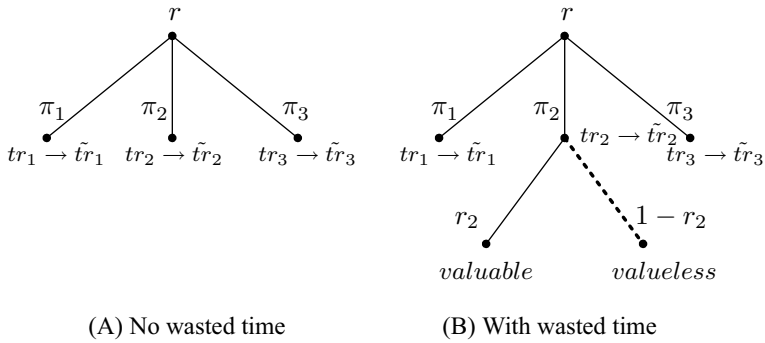 r r
π₁ π₂ π₃ π₁ π₂ π₃
tr₁ → t̃r₁ tr₂ → t̃r₂ tr₃ → t̃r₃ tr₁ → t̃r₁ tr₂ → t̃r₂ tr₃ → t̃r₃
r₂ 1 − r₂
valuable valueless
(A) No wasted time (B) With wasted time